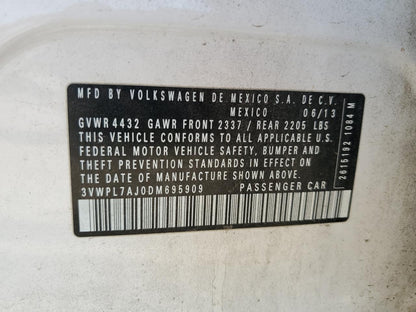 MFD BY VOLKSWAGEN DE MEXICO S.A. DE C.V.
MEXICO 06/13
GVWR 4432 GAWR FRONT 2337 / REAR 2205 LBS
THIS VEHICLE CONFORMS TO ALL APPLICABLE U.S.
FEDERAL MOTOR VEHICLE SAFETY, BUMPER AND
THEFT PREVENTION STANDARDS IN EFFECT ON
THE DATE OF MANUFACTURE SHOWN ABOVE.
3VWPL7AJ0DM695909 PASSENGER CAR
2615192 1084 M